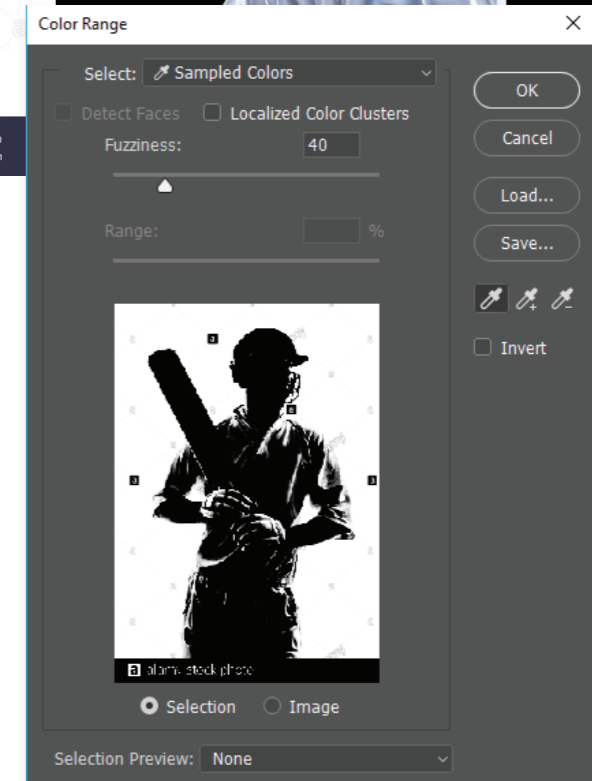 Color Range
Select: Sampled Colors
Detect Faces Localized Color Clusters
Fuzziness: 40
Range: %
OK
Cancel
Load...
Save...
Invert
a alamy stock photo
Selection Image
Selection Preview: None